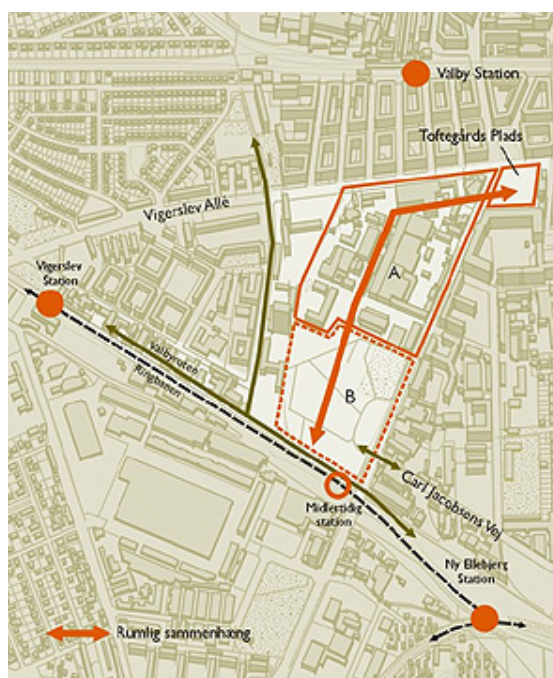 Valby Station
Toftegårds Plads
Vigerslev Allé
A
Vigerslev
Station
Valbyruten
Ringbanen
B
Carl Jacobsens Vej
Midlertidig
station
Ny Ellebjerg
Station
Rumlig sammenhæng